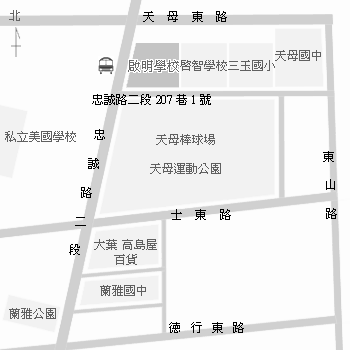 北
天母東路
啟明學校
啓智學校
三玉國小
天母國中
忠誠路二段 207 巷 1 號
私立美國學校
忠誠路二段
天母棒球場
天母運動公園
東山路
士東路
大葉 高島屋
百貨
蘭雅國中
蘭雅公園
德行東路